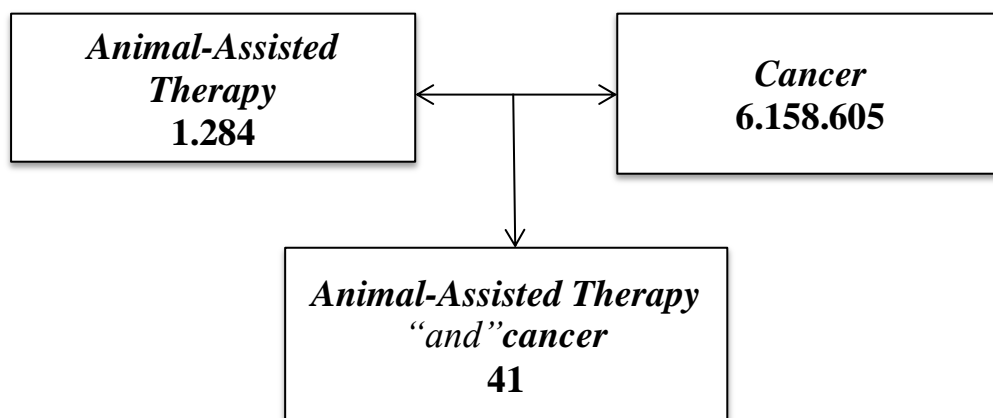 Animal-Assisted
Therapy
1.284
Cancer
6.158.605
Animal-Assisted Therapy
“and”cancer
41